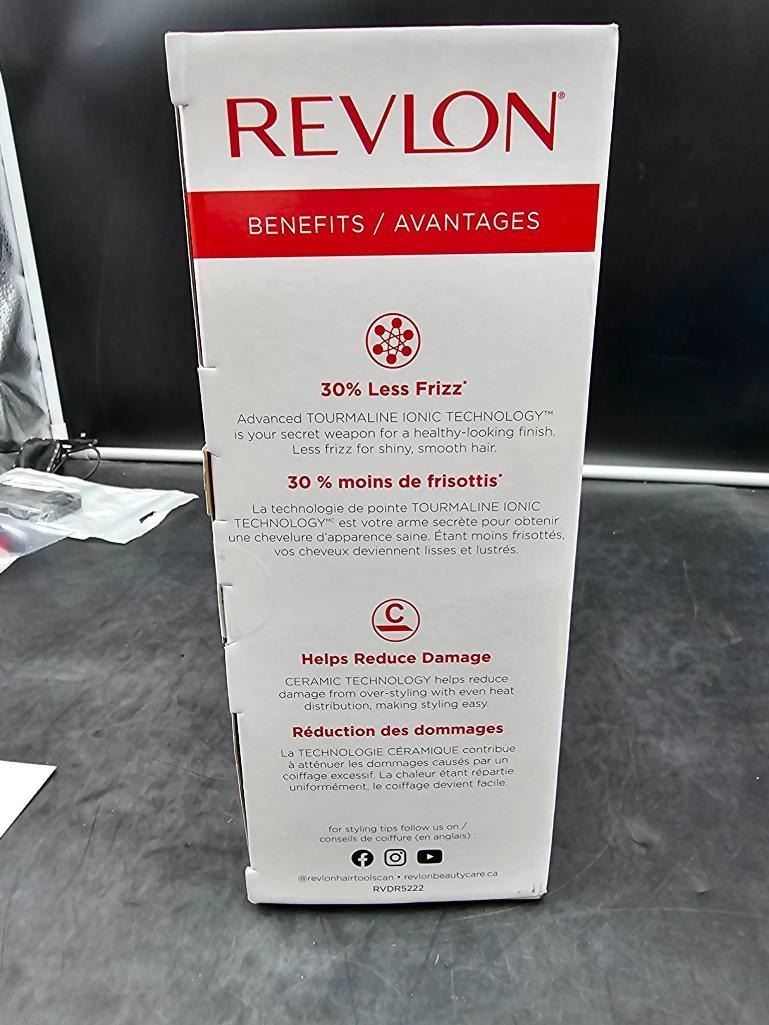 REVLON®
BENEFITS / AVANTAGES
30% Less Frizz*
Advanced TOURMALINE IONIC TECHNOLOGY™
is your secret weapon for a healthy-looking finish.
Less frizz for shiny, smooth hair.
30 % moins de frisottis*
La technologie de pointe TOURMALINE IONIC
TECHNOLOGYᴹᶜ est votre arme secrète pour obtenir
une chevelure d'apparence saine. Étant moins frisottés,
vos cheveux deviennent lisses et lustrés.
C
Helps Reduce Damage
CERAMIC TECHNOLOGY helps reduce
damage from over-styling with even heat
distribution, making styling easy.
Réduction des dommages
La TECHNOLOGIE CÉRAMIQUE contribue
à atténuer les dommages causés par un
coiffage excessif. La chaleur étant répartie
uniformément, le coiffage devient facile.
for styling tips follow us on /
conseils de coiffure (en anglais) :
@revlonhairtoolscan • revlonbeautycare.ca
RVDR5222